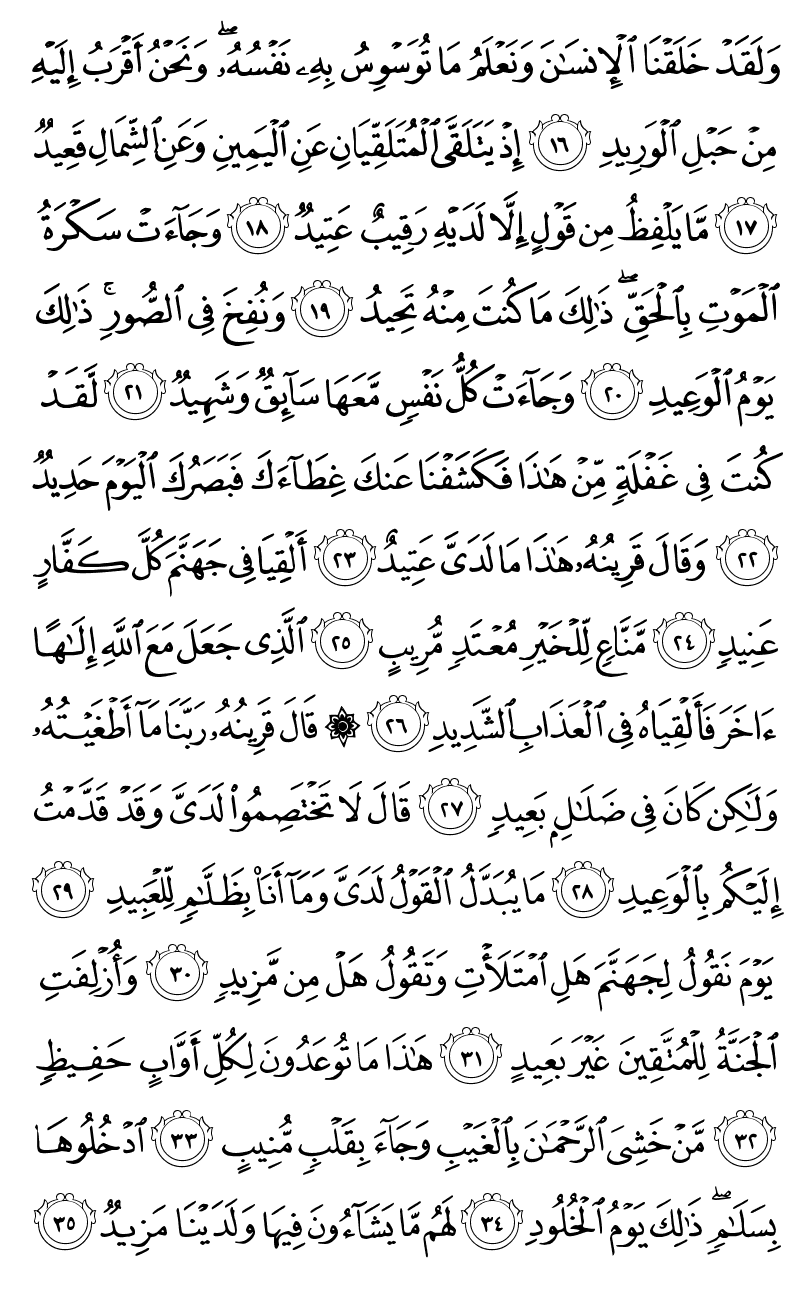 وَلَقَدۡ خَلَقۡنَا ٱلۡإِنسَٰنَ وَنَعۡلَمُ مَا تُوَسۡوِسُ بِهِۦ نَفۡسُهُۥۖ وَنَحۡنُ أَقۡرَبُ إِلَيۡهِ
مِنۡ حَبۡلِ ٱلۡوَرِيدِ ١٦ إِذۡ يَتَلَقَّى ٱلۡمُتَلَقِّيَانِ عَنِ ٱلۡيَمِينِ وَعَنِ ٱلشِّمَالِ قَعِيدٞ
١٧ مَّا يَلۡفِظُ مِن قَوۡلٍ إِلَّا لَدَيۡهِ رَقِيبٌ عَتِيدٞ ١٨ وَجَآءَتۡ سَكۡرَةُ
ٱلۡمَوۡتِ بِٱلۡحَقِّۖ ذَٰلِكَ مَا كُنتَ مِنۡهُ تَحِيدُ ١٩ وَنُفِخَ فِي ٱلصُّورِۚ ذَٰلِكَ
يَوۡمُ ٱلۡوَعِيدِ ٢٠ وَجَآءَتۡ كُلُّ نَفۡسٖ مَّعَهَا سَآئِقٞ وَشَهِيدٞ ٢١ لَّقَدۡ
كُنتَ فِي غَفۡلَةٖ مِّنۡ هَٰذَا فَكَشَفۡنَا عَنكَ غِطَآءَكَ فَبَصَرُكَ ٱلۡيَوۡمَ حَدِيدٞ
٢٢ وَقَالَ قَرِينُهُۥ هَٰذَا مَا لَدَيَّ عَتِيدٌ ٢٣ أَلۡقِيَا فِي جَهَنَّمَ كُلَّ كَفَّارٍ
عَنِيدٖ ٢٤ مَّنَّاعٖ لِّلۡخَيۡرِ مُعۡتَدٖ مُّرِيبٍ ٢٥ ٱلَّذِي جَعَلَ مَعَ ٱللَّهِ إِلَٰهًا
ءَاخَرَ فَأَلۡقِيَاهُ فِي ٱلۡعَذَابِ ٱلشَّدِيدِ ٢٦ ۞ قَالَ قَرِينُهُۥ رَبَّنَا مَآ أَطۡغَيۡتُهُۥ
وَلَٰكِن كَانَ فِي ضَلَٰلِۭ بَعِيدٖ ٢٧ قَالَ لَا تَخۡتَصِمُواْ لَدَيَّ وَقَدۡ قَدَّمۡتُ
إِلَيۡكُم بِٱلۡوَعِيدِ ٢٨ مَا يُبَدَّلُ ٱلۡقَوۡلُ لَدَيَّ وَمَآ أَنَا۠ بِظَلَّٰمٖ لِّلۡعَبِيدِ ٢٩
يَوۡمَ نَقُولُ لِجَهَنَّمَ هَلِ ٱمۡتَلَأۡتِ وَتَقُولُ هَلۡ مِن مَّزِيدٖ ٣٠ وَأُزۡلِفَتِ
ٱلۡجَنَّةُ لِلۡمُتَّقِينَ غَيۡرَ بَعِيدٍ ٣١ هَٰذَا مَا تُوعَدُونَ لِكُلِّ أَوَّابٍ حَفِيظٖ
٣٢ مَّنۡ خَشِيَ ٱلرَّحۡمَٰنَ بِٱلۡغَيۡبِ وَجَآءَ بِقَلۡبٖ مُّنِيبٍ ٣٣ ٱدۡخُلُوهَا
بِسَلَٰمٖۖ ذَٰلِكَ يَوۡمُ ٱلۡخُلُودِ ٣٤ لَهُم مَّا يَشَآءُونَ فِيهَا وَلَدَيۡنَا مَزِيدٞ ٣٥